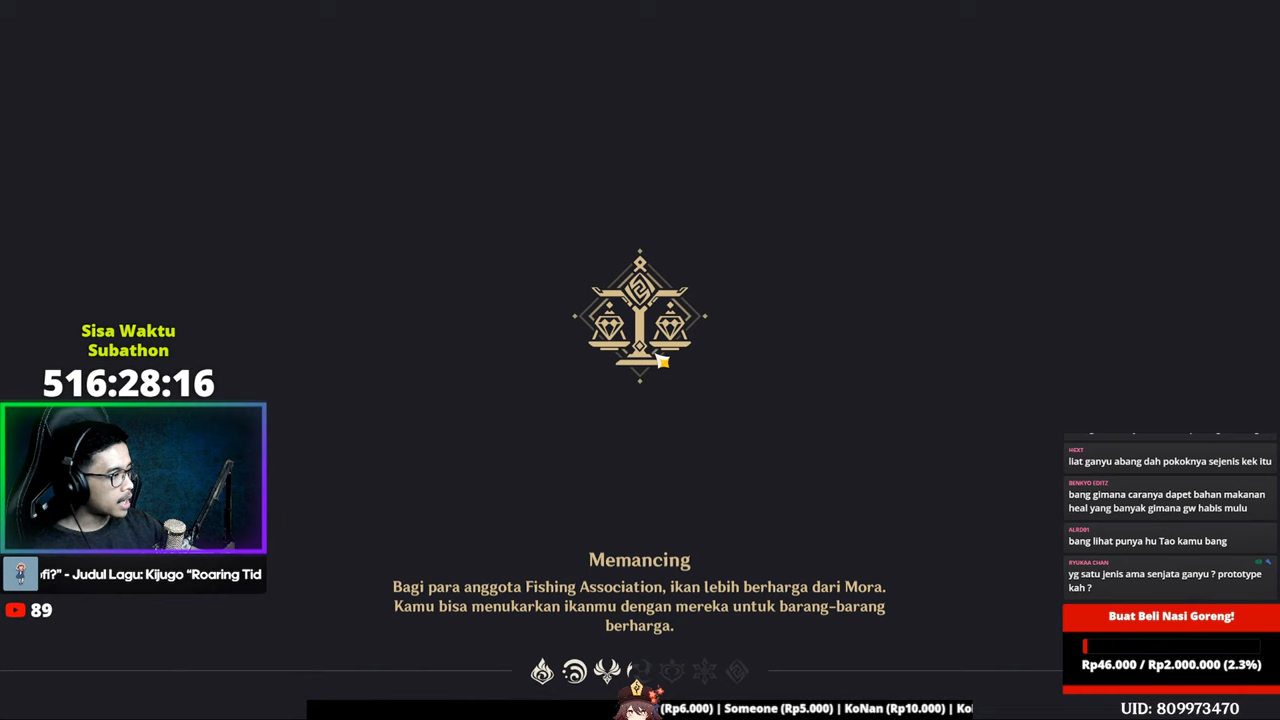 Sisa Waktu
Subathon
516:28:16
ıfi?" - Judul Lagu: Kijugo "Roaring Tid
89
Memancing
Bagi para anggota Fishing Association, ikan lebih berharga dari Mora.
Kamu bisa menukarkan ikanmu dengan mereka untuk barang-barang
berharga.
(Rp6.000) | Someone (Rp5.000) | KoNan (Rp10.000) | Ko
HEXT
liat ganyu abang dah pokoknya sejenis kek itu
BENKYO EDITZ
bang gimana caranya dapet bahan makanan
heal yang banyak gimana gw habis mulu
ALRD01
bang lihat punya hu Tao kamu bang
RYUKAA CHAN
yg satu jenis ama senjata ganyu ? prototype
kah ?
Buat Beli Nasi Goreng!
Rp46.000 / Rp2.000.000 (2.3%)
UID: 809973470